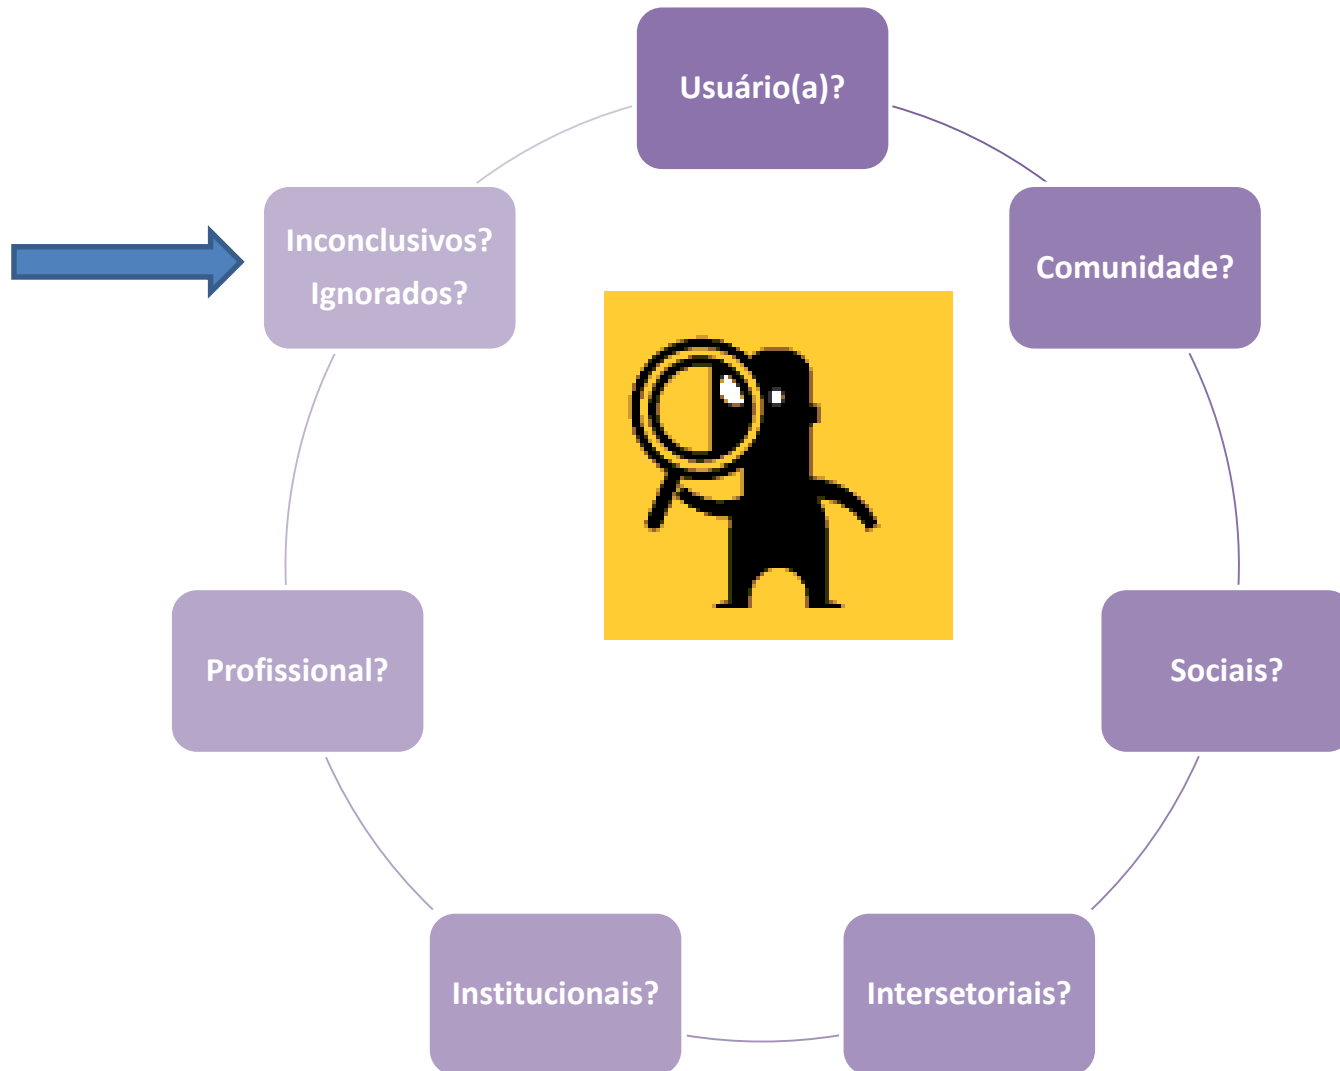 Usuário(a)?
Comunidade?
Sociais?
Intersetoriais?
Institucionais?
Profissional?
Inconclusivos?
Ignorados?